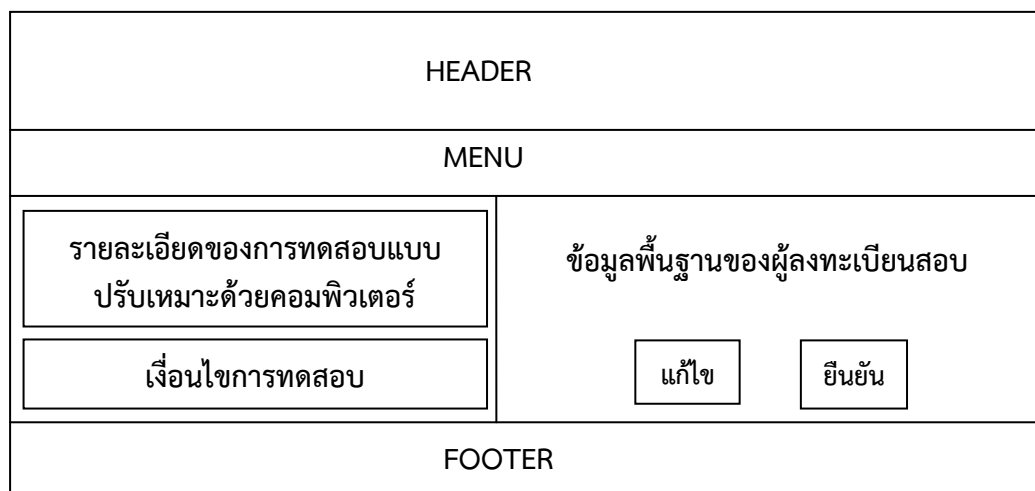 HEADER
MENU
รายละเอียดของการทดสอบแบบ
ปรับเหมาะด้วยคอมพิวเตอร์
เงื่อนไขการทดสอบ
ข้อมูลพื้นฐานของผู้ลงทะเบียนสอบ
แก้ไข
ยืนยัน
FOOTER